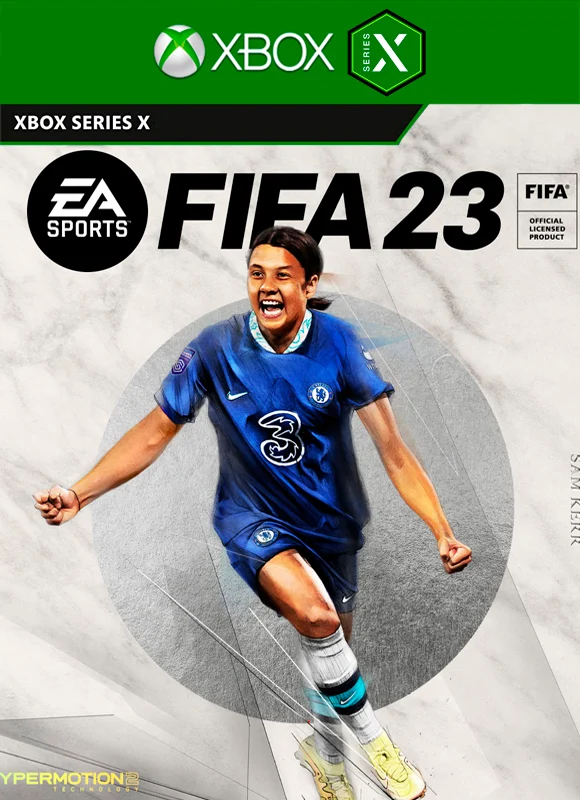 XBOX
SERIES X
XBOX SERIES X
EA
SPORTS
FIFA 23
FIFA
OFFICIAL
LICENSED
PRODUCT
3
SAM KERR
YPERMOTION2
TECHNOLOGY